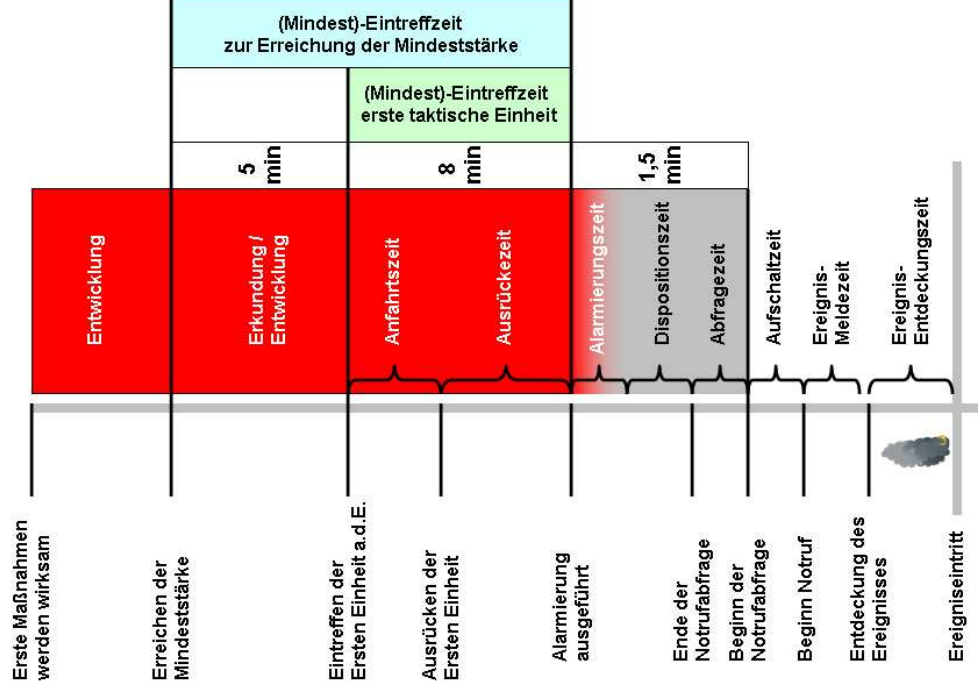 (Mindest)-Eintreffzeit
zur Erreichung der Mindeststärke
(Mindest)-Eintreffzeit
erste taktische Einheit
5
min
8
min
1,5
min
Entwicklung
Erkundung /
Entwicklung
Anfahrtszeit
Ausrückezeit
Alarmierungszeit
Dispositionszeit
Abfragezeit
Aufschaltzeit
Ereignis-
Meldezeit
Ereignis-
Entdeckungszeit
Erste Maßnahmen
werden wirksam
Erreichen der
Mindeststärke
Eintreffen der
Ersten Einheit a.d.E.
Ausrücken der
Ersten Einheit
Alarmierung
ausgeführt
Ende der
Notrufabfrage
Beginn der
Notrufabfrage
Beginn Notruf
Entdeckung des
Ereignisses
Ereigniseintritt